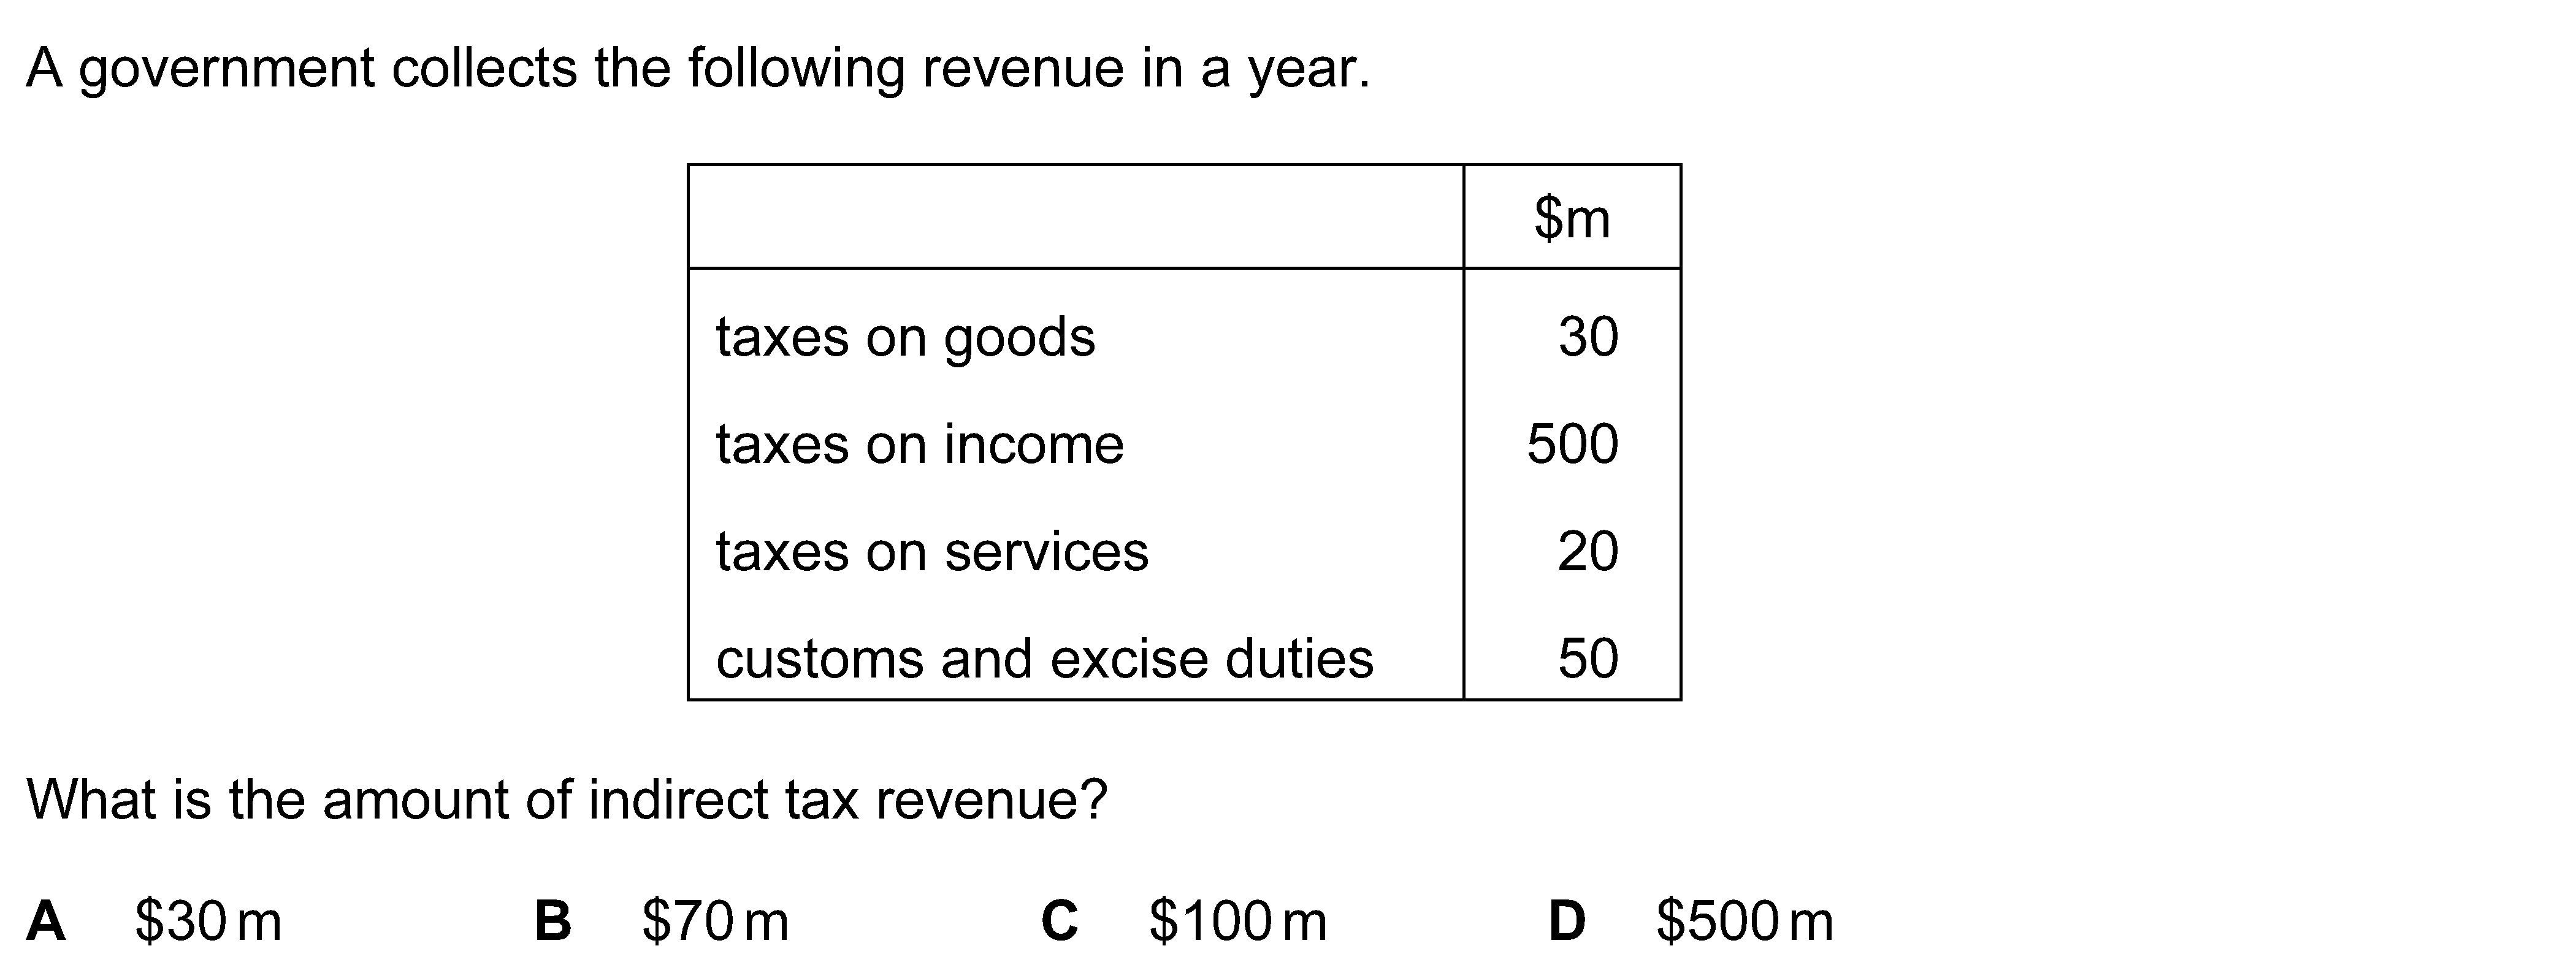 A government collects the following revenue in a year.
$m
taxes on goods 30
taxes on income 500
taxes on services 20
customs and excise duties 50
What is the amount of indirect tax revenue?
A $30 m B $70 m C $100 m D $500 m